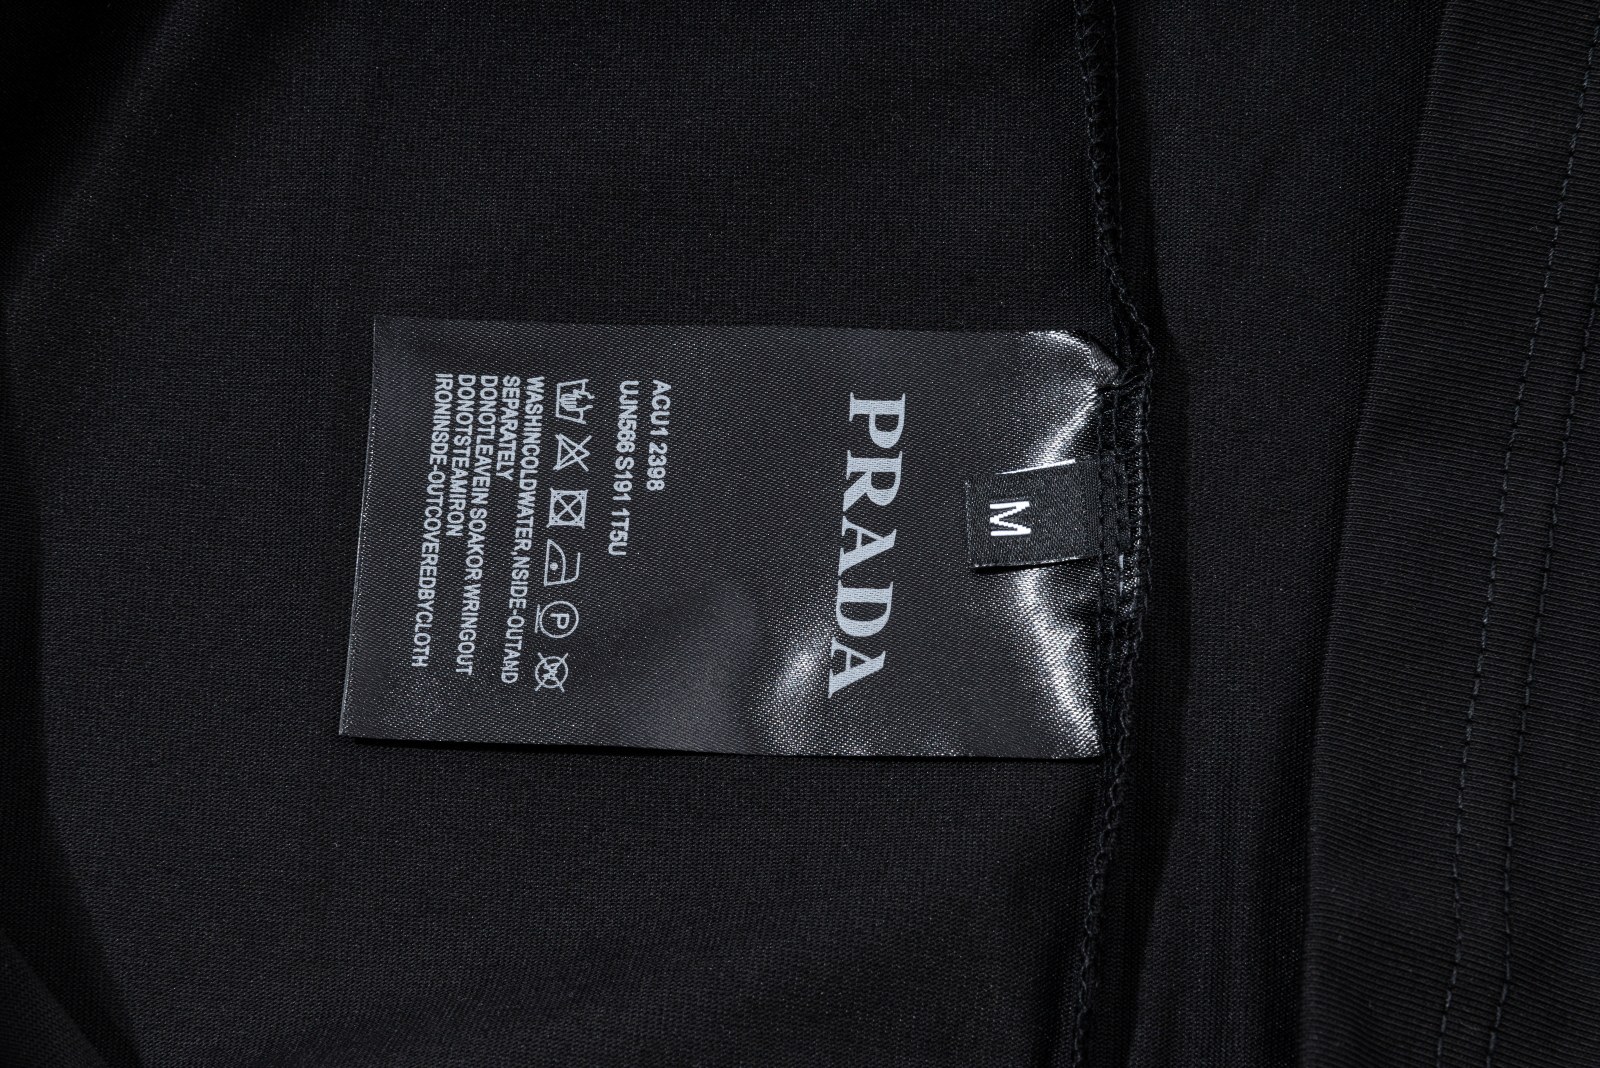 M
PRADA
ACU1 2398
UJN566 S191 1T5U
P
W
WASHINCOLDWATER,NSIDE-OUTAND
SEPARATELY
DONOTLEAVEIN SOAKOR WRINGOUT
DONOTSTEAMIRON
IRONINSDE-OUTCOVEREDBYCLOTH